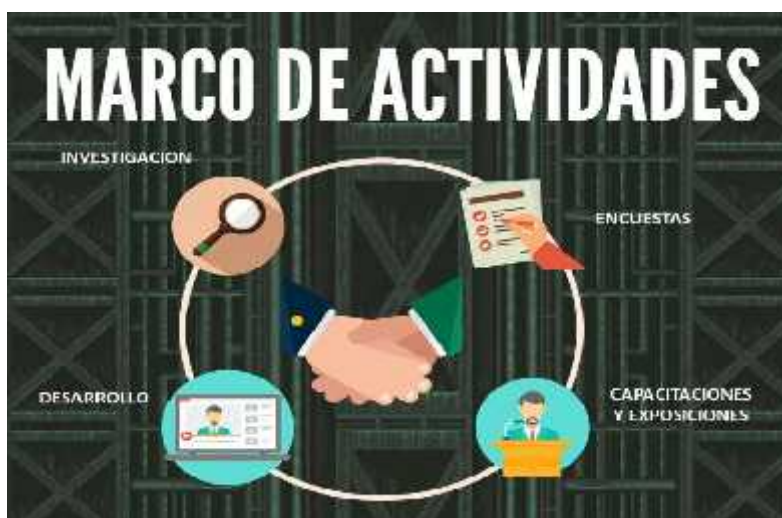 MARCO DE ACTIVIDADES
INVESTIGACION
ENCUESTAS
DESARROLLO
CAPACITACIONES
Y EXPOSICIONES